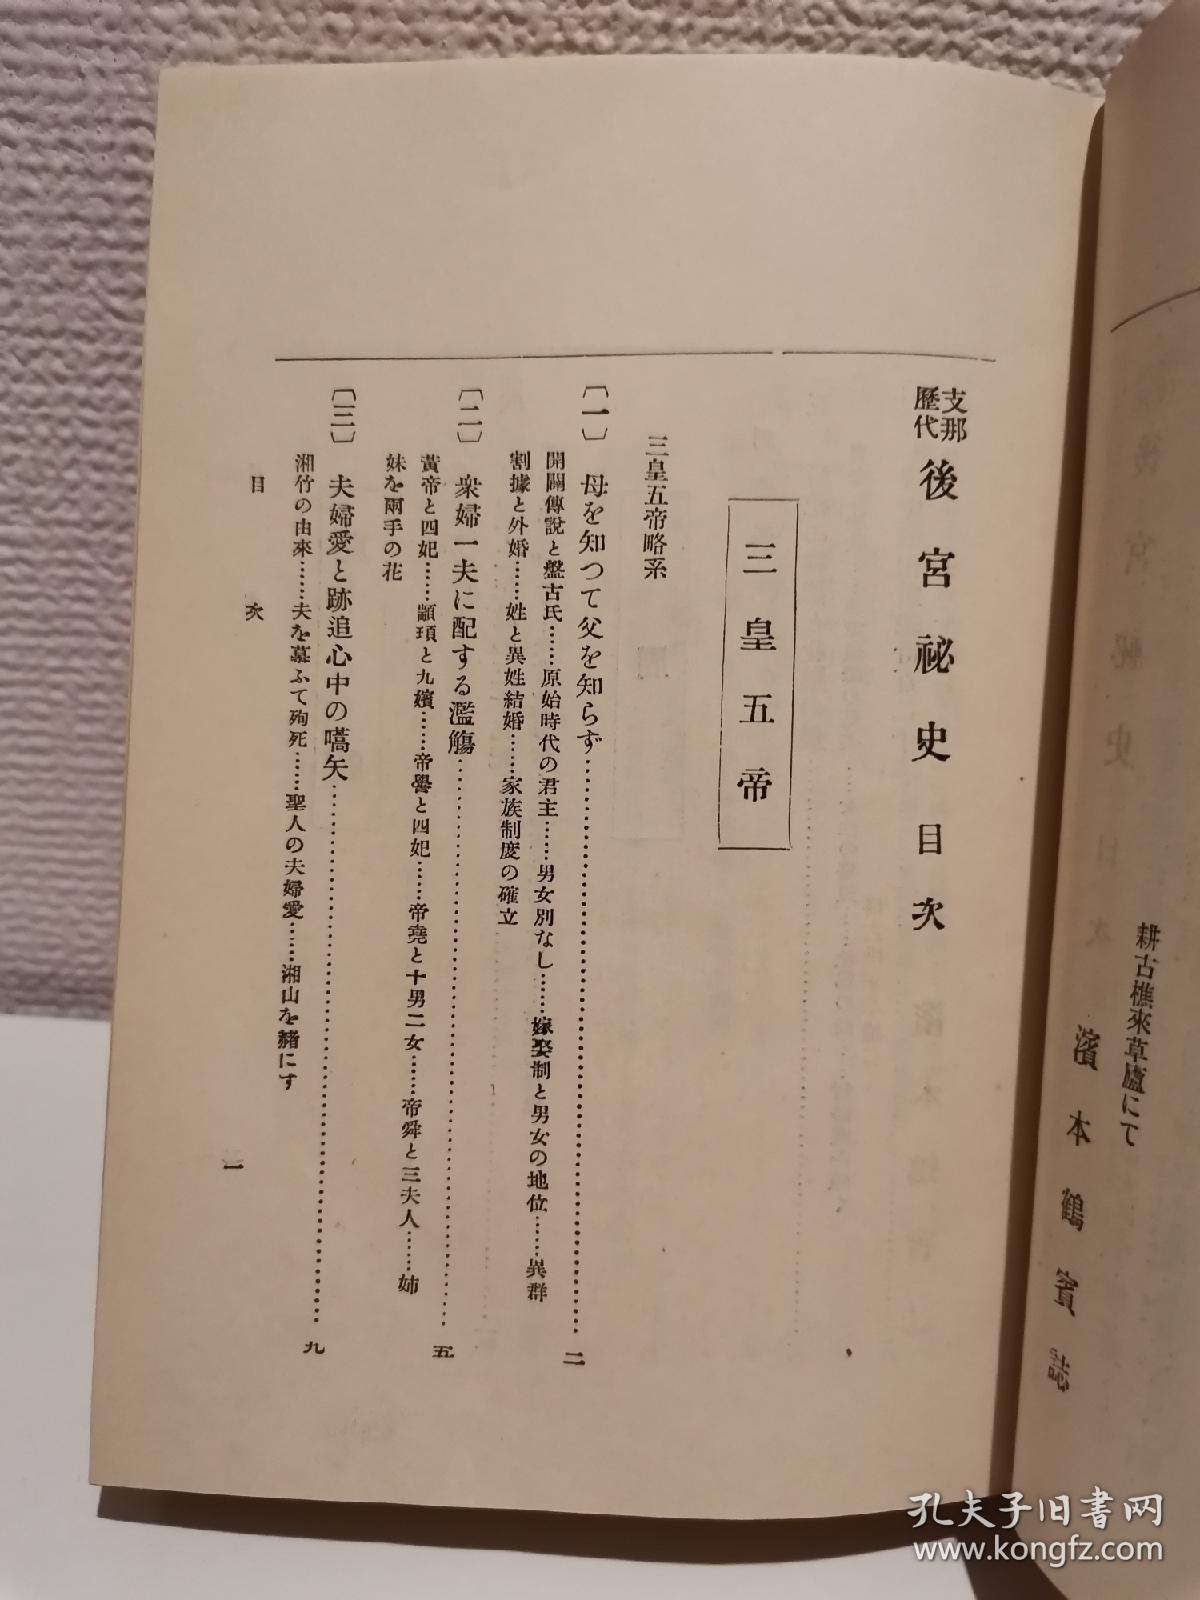 耕古樵來草廬にて
濱本鶴賓誌
支那
歷代
後宮祕史目次
三皇五帝
三皇五帝略系
〔一〕 母を知つて父を知らず……………………二
開闢傳說と盤古氏……原始時代の君主……男女別なし……嫁娶制と男女の地位……異群
割據と外婚……姓と異姓結婚……家族制度の確立
〔二〕 衆婦一夫に配する濫觴……………………五
黃帝と四妃……顓頊と九嬪……帝嚳と四妃……帝堯と十男二女……帝舜と三夫人……姉
妹を兩手の花
〔三〕 夫婦愛と跡追心中の嚆矢……………………九
湘竹の由來……夫を慕ふて殉死……聖人の夫婦愛……湘山を赭にす
目次
一
孔夫子旧书网
www.kongfz.com